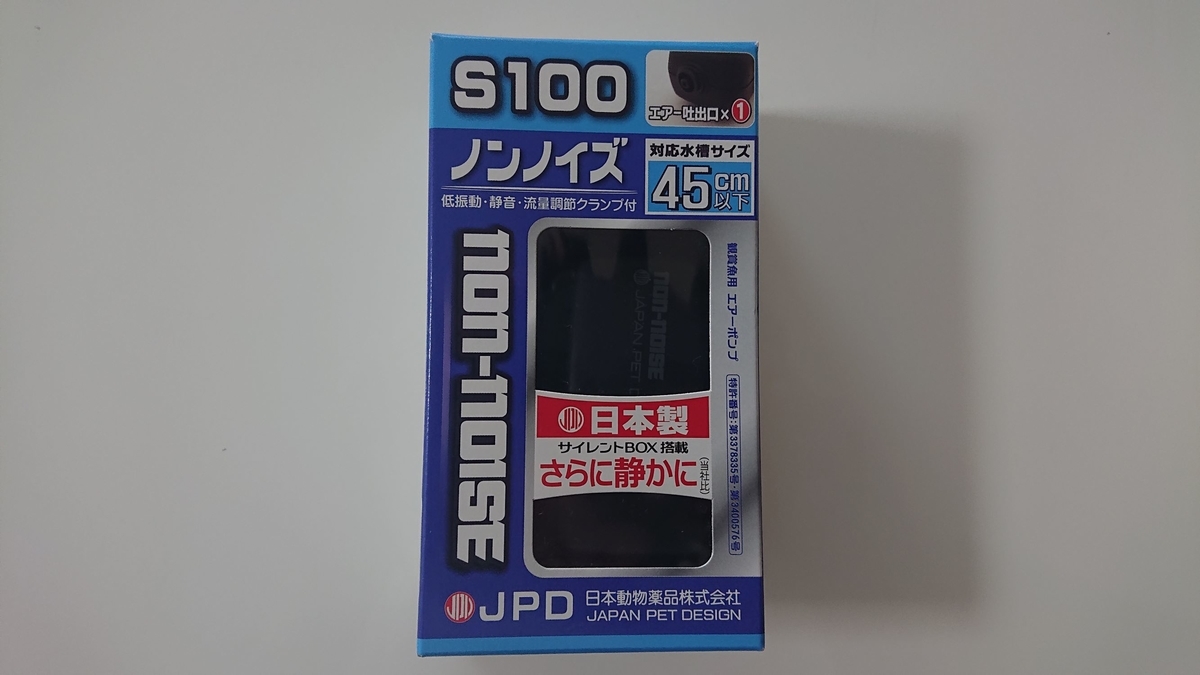 S100
エアー吐出口×1
ノンノイズ
低振動・静音・流量調節クランプ付
対応水槽サイズ
45cm以下
non-noise
観賞魚用 エアーポンプ
特許番号:第3378335号・第3400576号
non-noise
JAPAN PET
JPD 日本製
サイレントBOX搭載
さらに静かに(当社比)
JPD JPD
日本動物薬品株式会社
JAPAN PET DESIGN